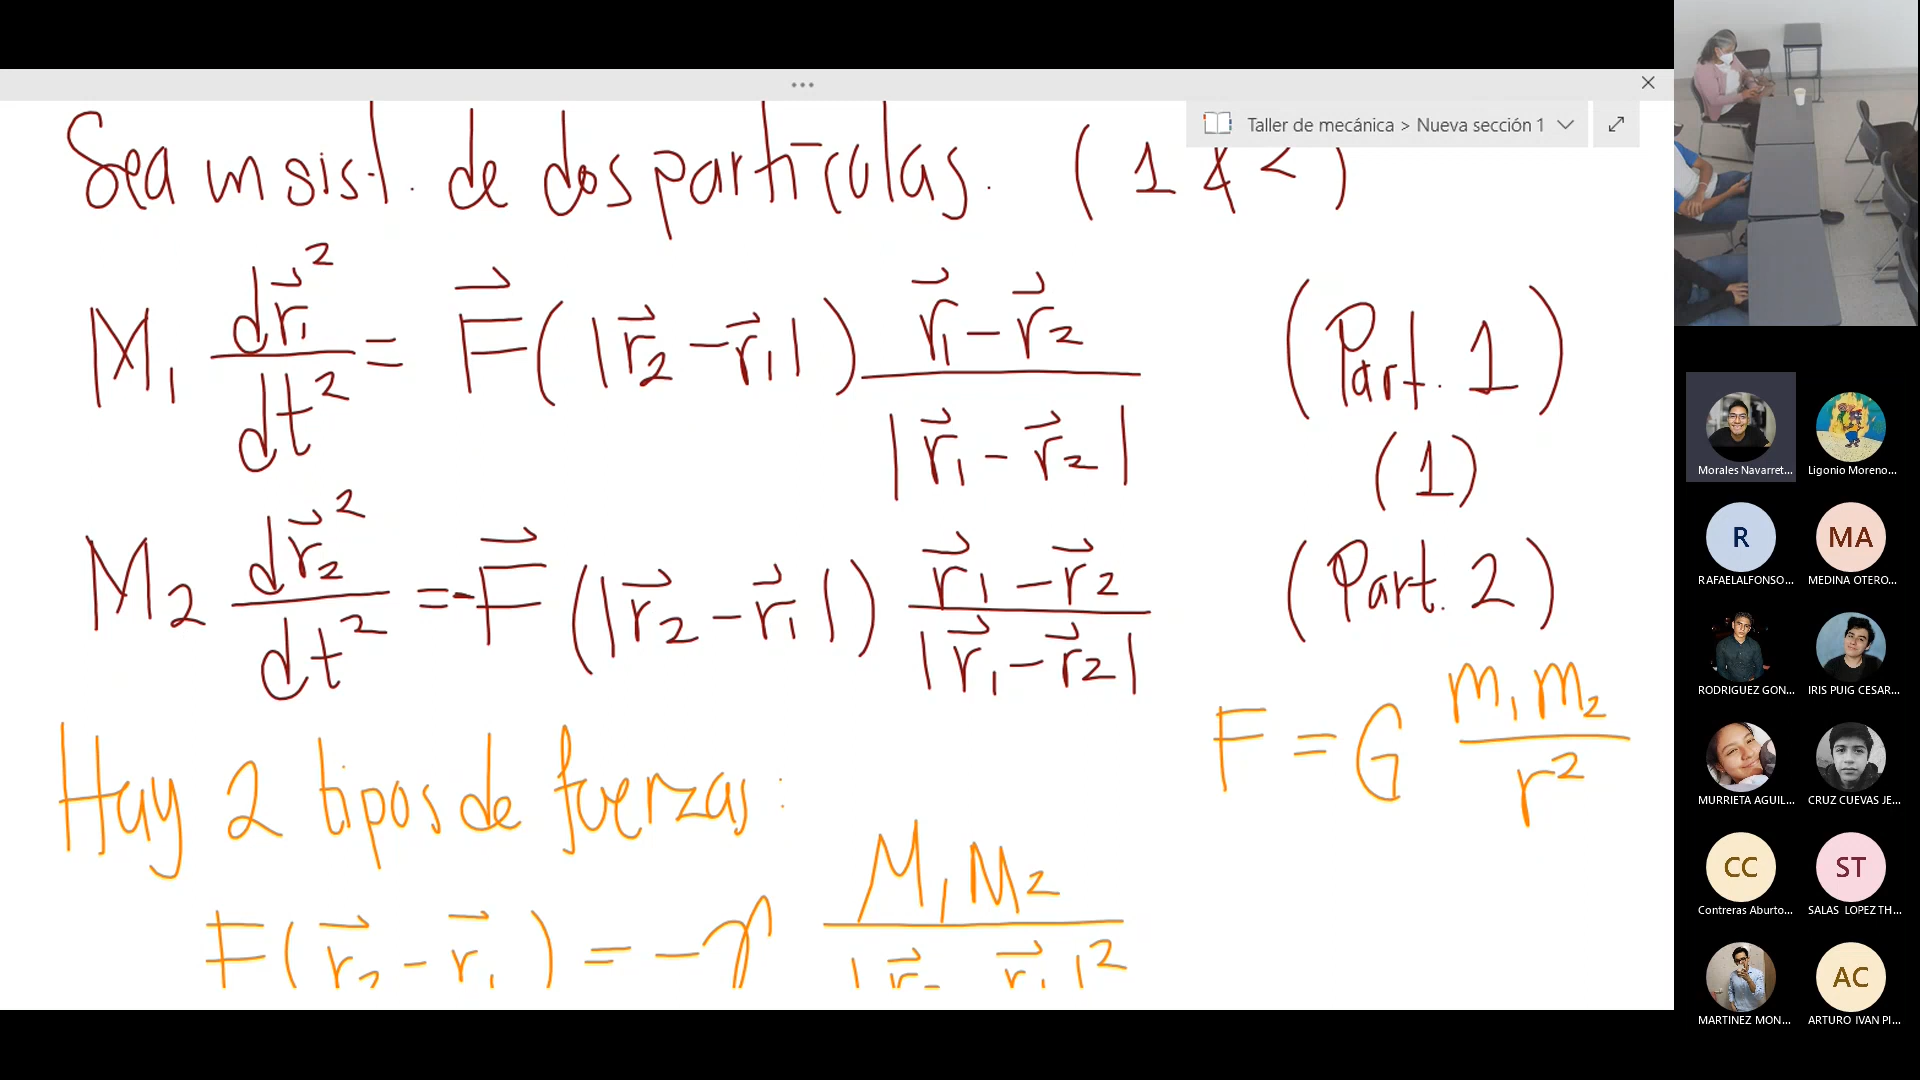 Taller de mecánica > Nueva sección 1
Sea un sist. de dos partículas. (1 y 2)
M₁ dr⃗₁²/dt² = F⃗(|r⃗₂ - r⃗₁|) (r⃗₁ - r⃗₂)/|r⃗₁ - r⃗₂| (Part. 1)
(1)
M₂ dr⃗₂²/dt² = -F⃗(|r⃗₂ - r⃗₁|) (r⃗₁ - r⃗₂)/|r⃗₁ - r⃗₂| (Part. 2)
F = G m₁m₂/r²
Hay 2 tipos de fuerzas:
F(r⃗₂ - r⃗₁) = -γ M₁M₂/|r⃗₂ - r⃗₁|²
Morales Navarret...
Ligonio Moreno...
R
RAFAELALFONSO...
MA
MEDINA OTERO...
RODRIGUEZ GON...
IRIS PUIG CESAR...
MURRIETA AGUIL...
CRUZ CUEVAS JE...
CC
Contreras Aburto...
ST
SALAS LOPEZ TH...
MARTINEZ MON...
AC
ARTURO IVAN PI...